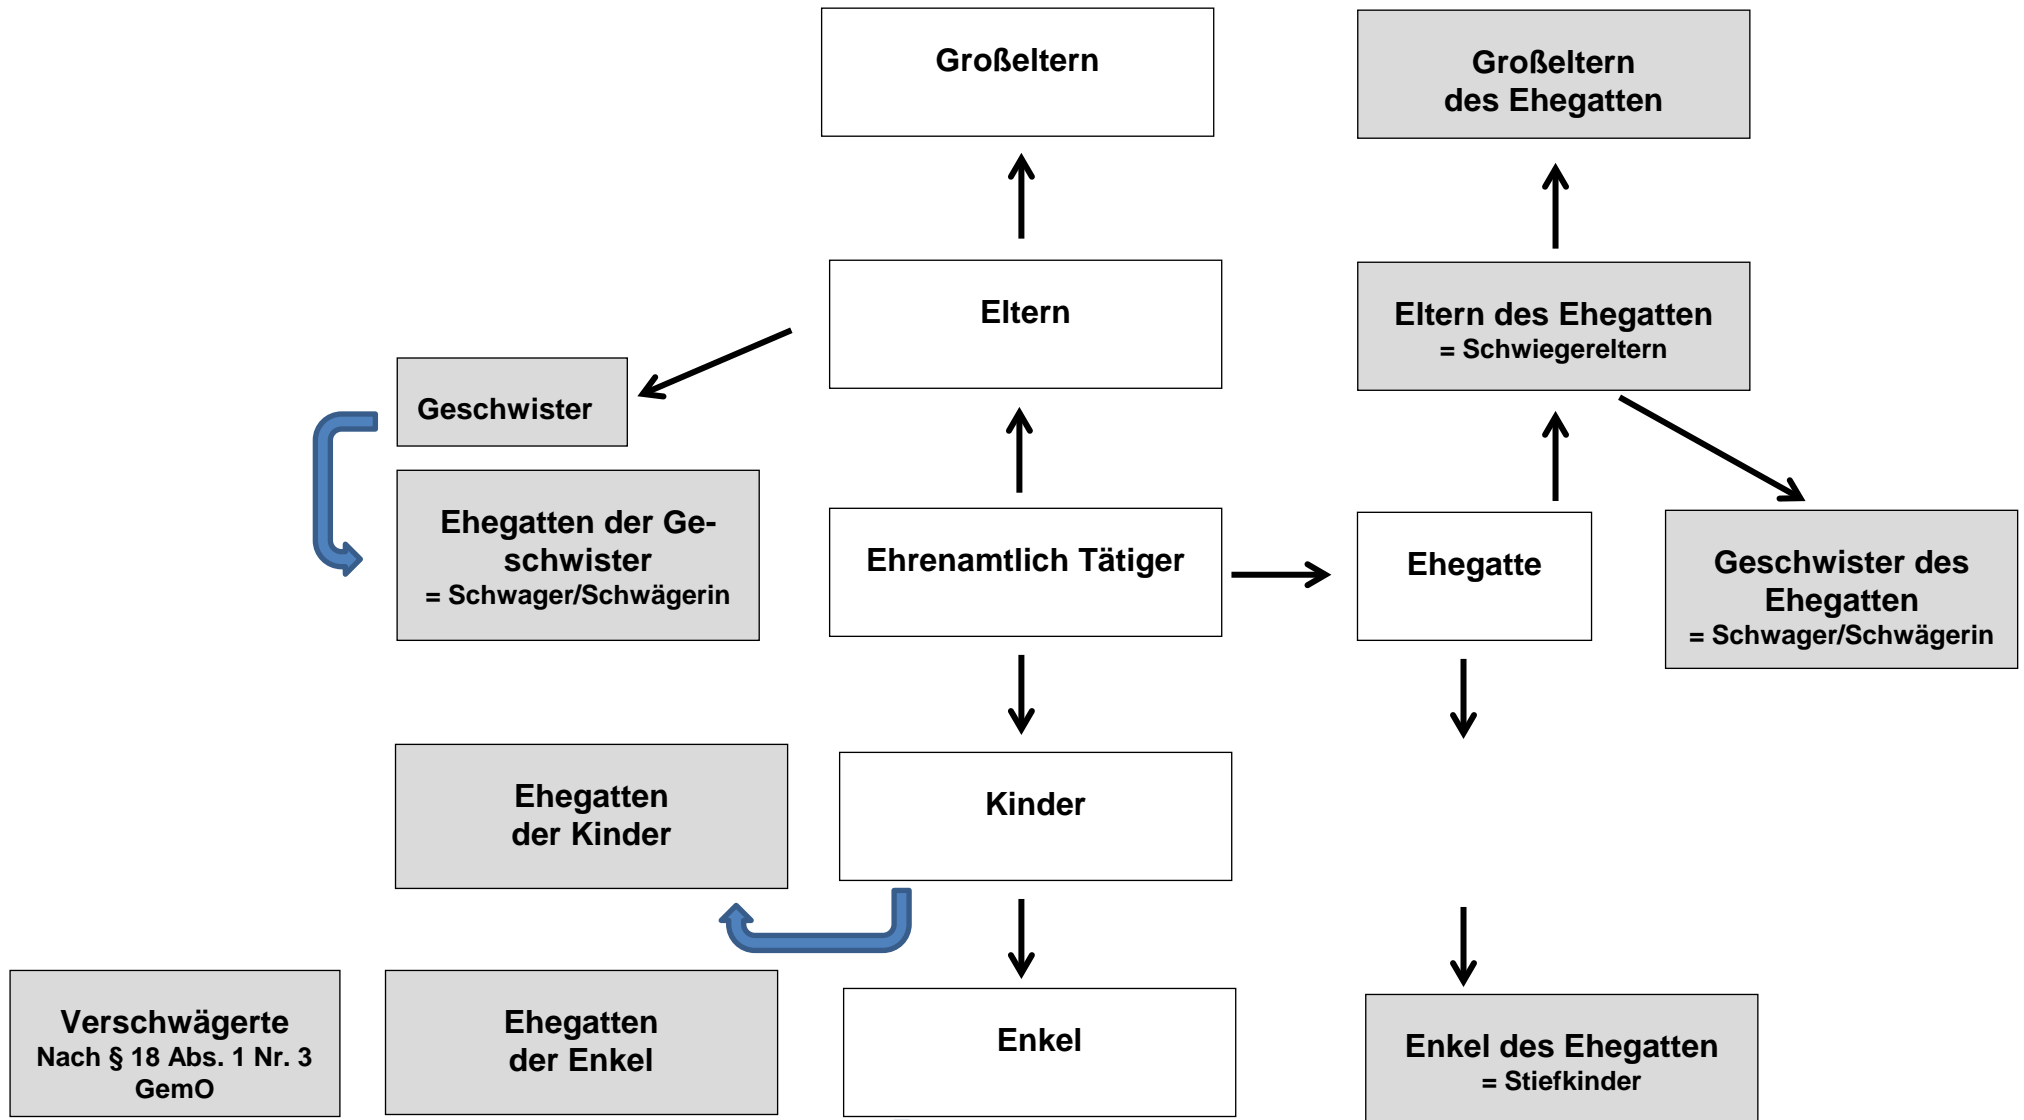 Großeltern
Großeltern
des Ehegatten
Eltern
Eltern des Ehegatten
= Schwiegereltern
Geschwister
Ehegatten der Ge-
schwister
= Schwager/Schwägerin
Ehrenamtlich Tätiger
Ehegatte
Geschwister des
Ehegatten
= Schwager/Schwägerin
Ehegatten
der Kinder
Kinder
Verschwägerte
Nach § 18 Abs. 1 Nr. 3
GemO
Ehegatten
der Enkel
Enkel
Enkel des Ehegatten
= Stiefkinder